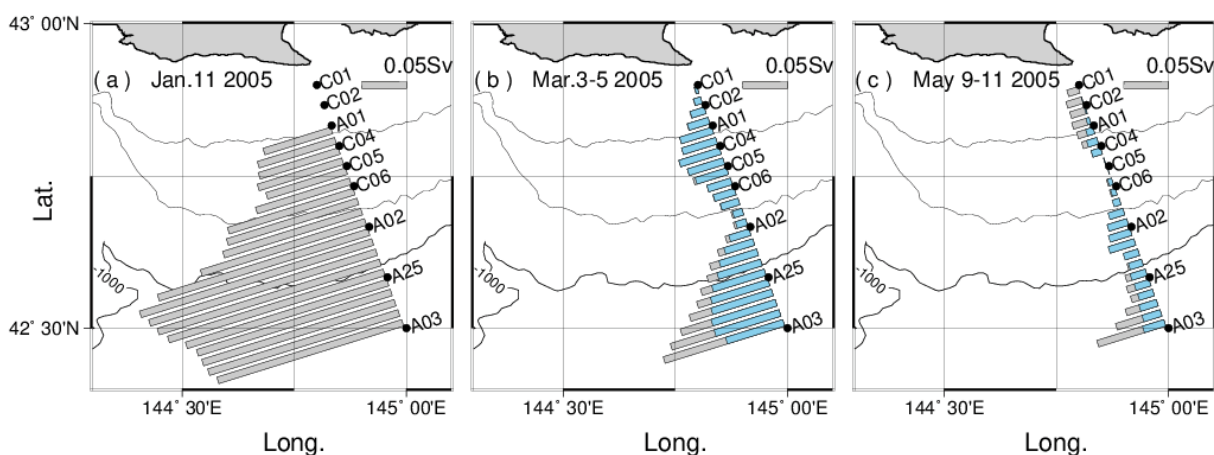 43° 00'N
42° 30'N
Lat.
(a) Jan.11 2005
0.05Sv
C01
C02
A01
C04
C05
C06
A02
A25
A03
-1000
144° 30'E
145° 00'E
Long.
(b) Mar.3-5 2005
0.05Sv
C01
C02
A01
C04
C05
C06
A02
A25
A03
-1000
144° 30'E
145° 00'E
Long.
(c) May 9-11 2005
0.05Sv
C01
C02
A01
C04
C05
C06
A02
A25
A03
-1000
144° 30'E
145° 00'E
Long.